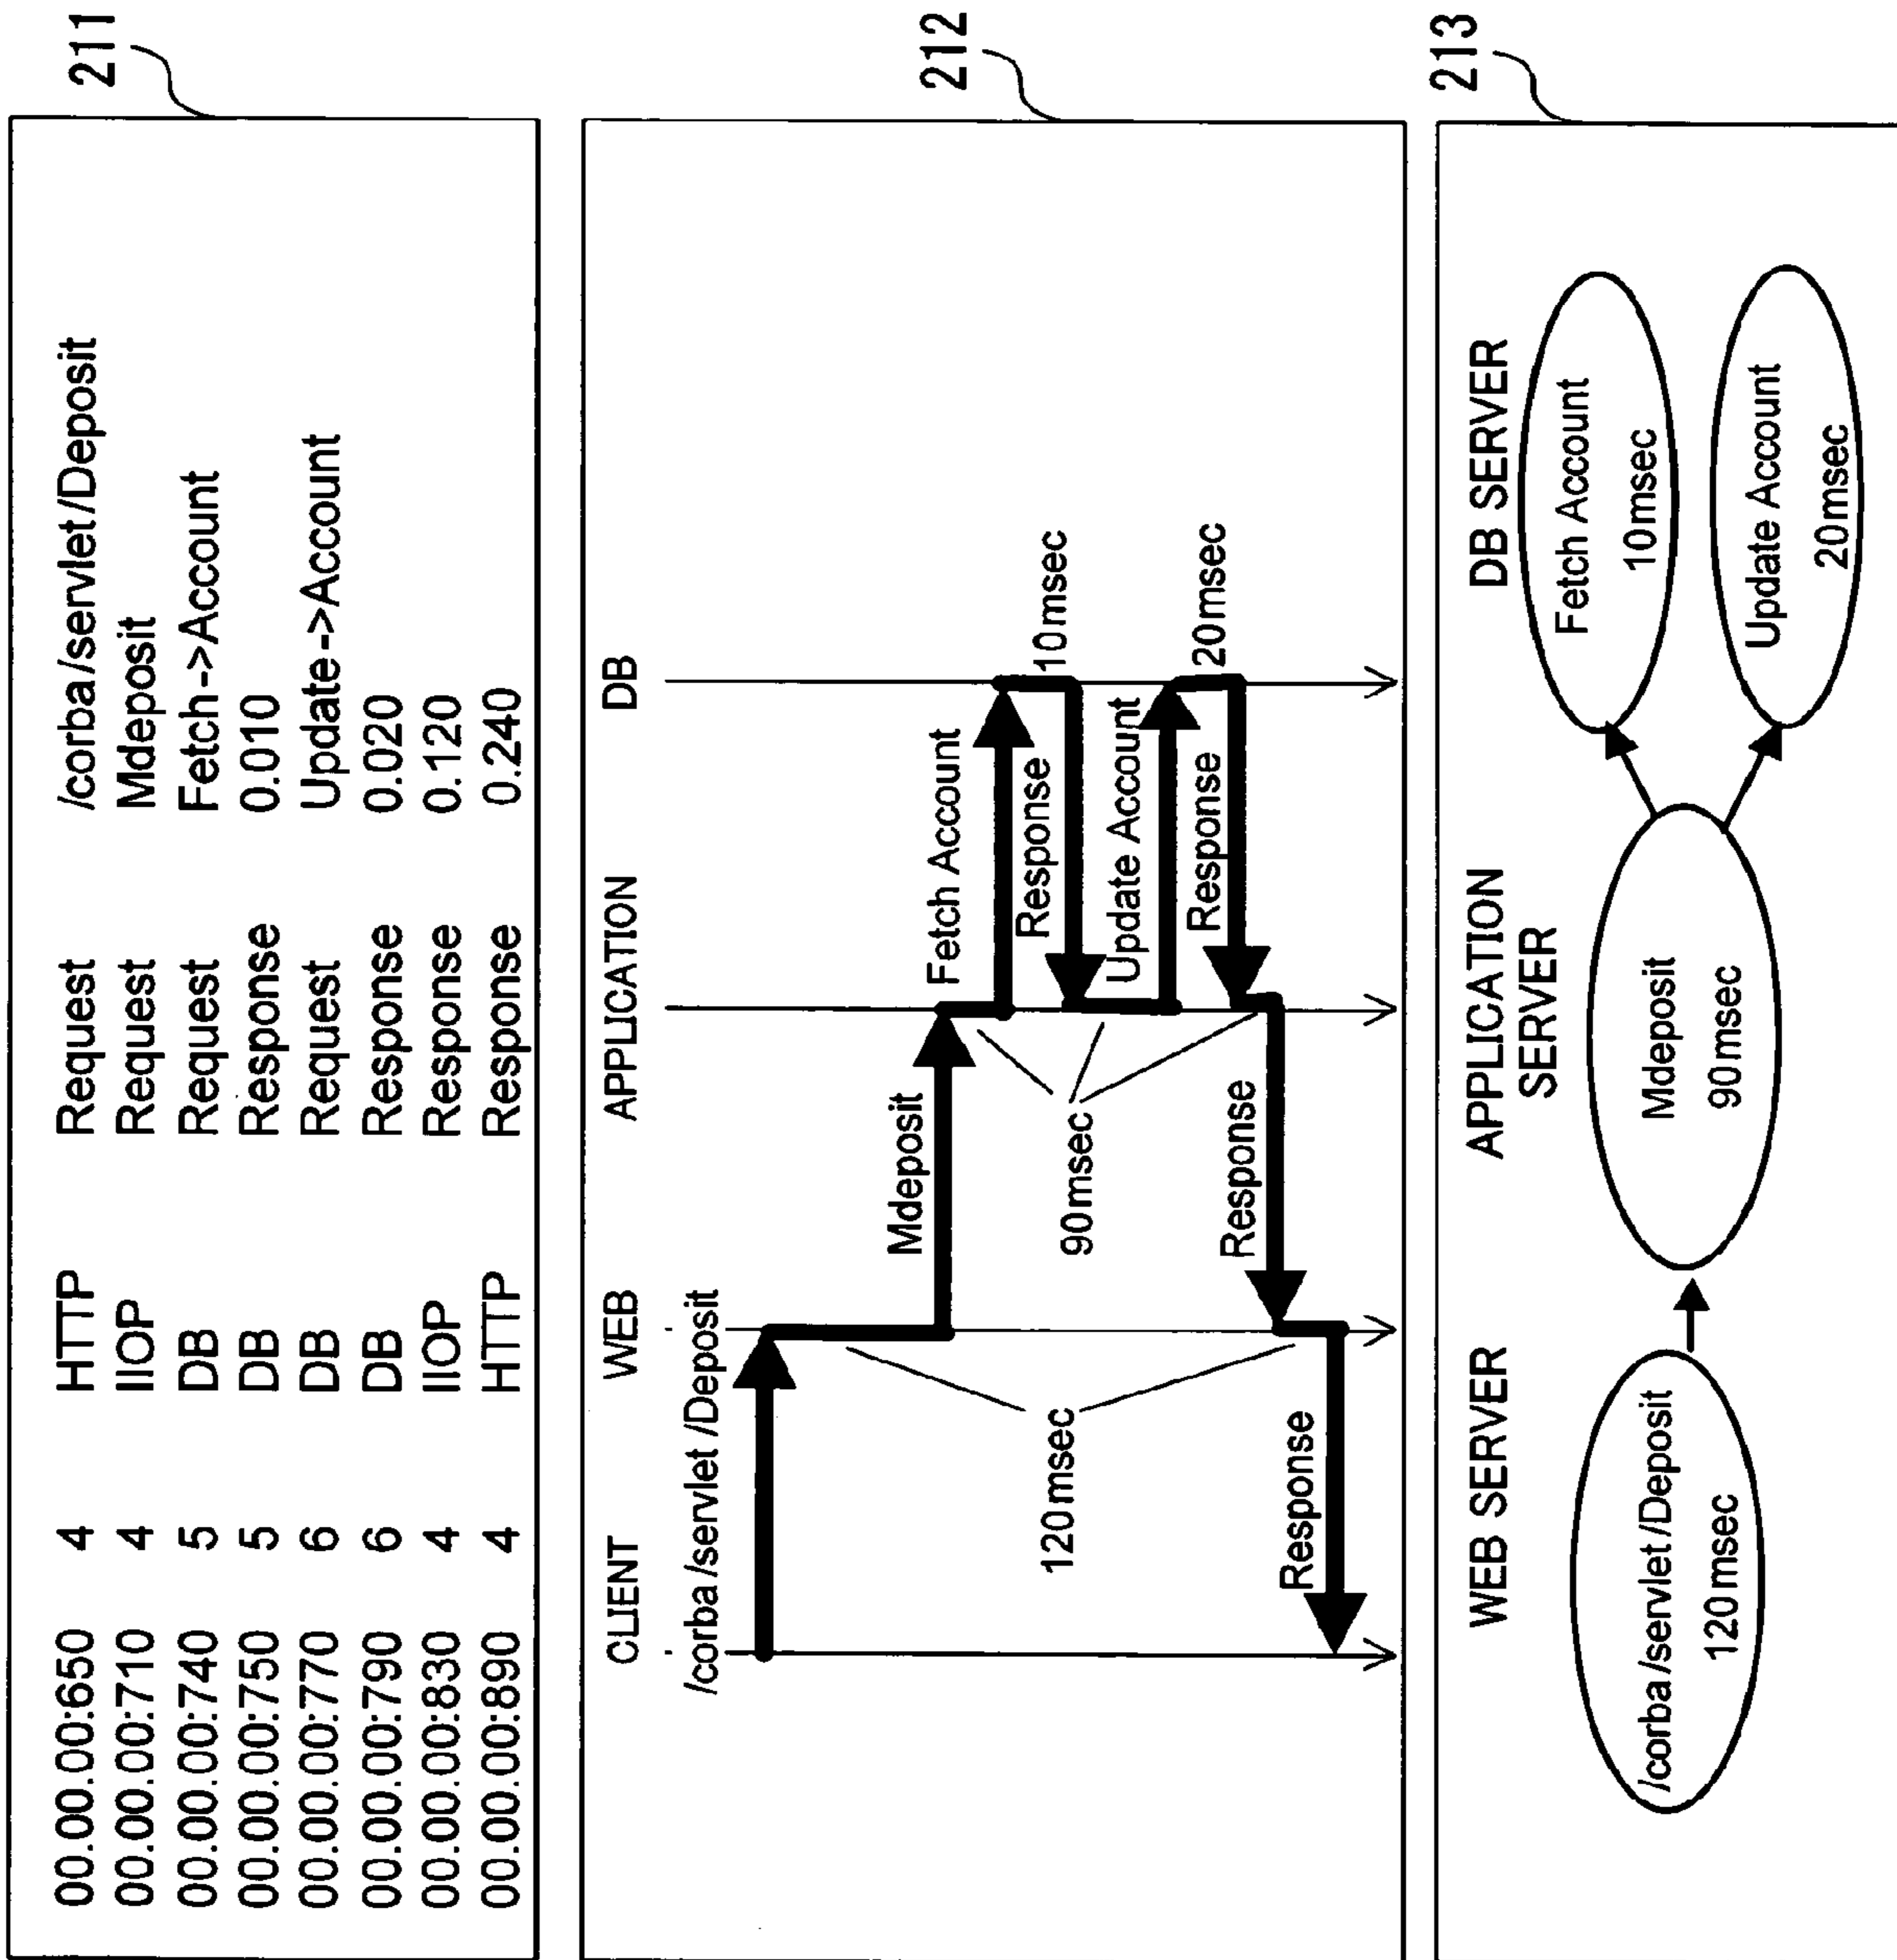 211
00.00.00:650 4 HTTP Request /corba/servlet/Deposit
00.00.00:710 4 IIOP Request Mdeposit
00.00.00:740 5 DB Request Fetch->Account
00.00.00:750 5 DB Response 0.010
00.00.00:770 6 DB Request Update->Account
00.00.00:790 6 DB Response 0.020
00.00.00:830 4 IIOP Response 0.120
00.00.00:890 4 HTTP Response 0.240
212
CLIENT WEB APPLICATION DB
/corba/servlet/Deposit
Mdeposit
Fetch Account
Response
10msec
90msec
120msec
Update Account
Response
20msec
Response
Response
213
WEB SERVER
APPLICATION
SERVER
DB SERVER
/corba/servlet/Deposit
120msec
Mdeposit
90msec
Fetch Account
10msec
Update Account
20msec